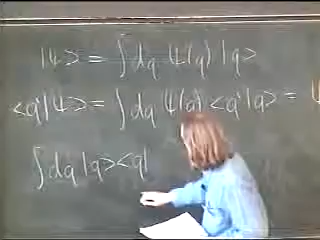 |ψ> = ∫ dq ψ(q) |q>
<q'|ψ> = ∫ dq ψ(q) <q'|q> = ψ
∫ dq |q><q|